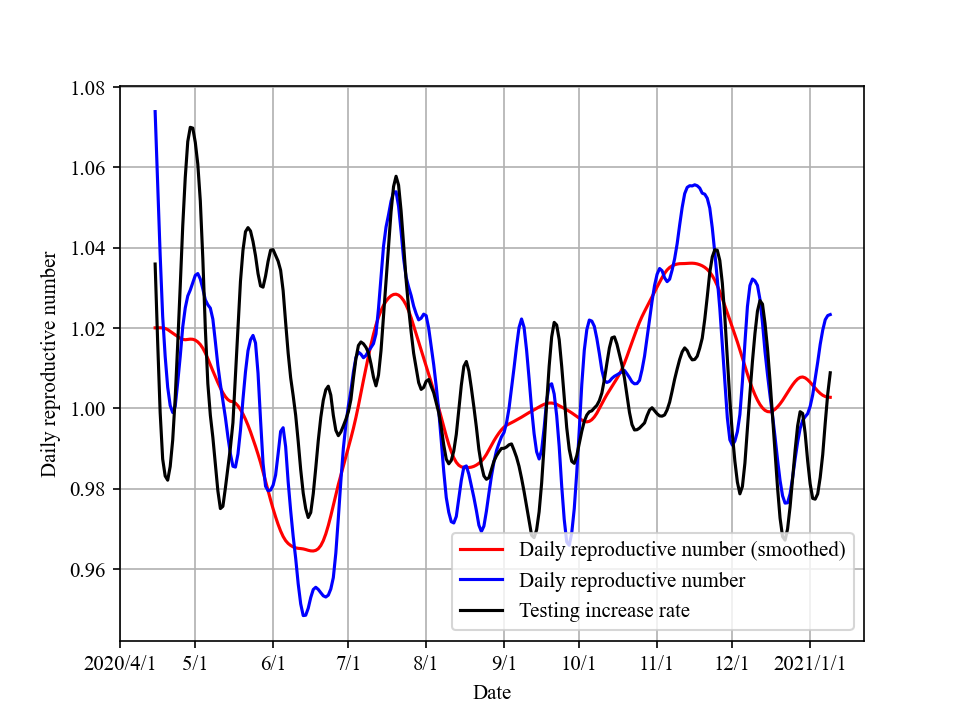 1.08
1.06
1.04
1.02
1.00
0.98
0.96
Daily reproductive number
Daily reproductive number (smoothed)
Daily reproductive number
Testing increase rate
2020/4/1 5/1 6/1 7/1 8/1 9/1 10/1 11/1 12/1 2021/1/1
Date